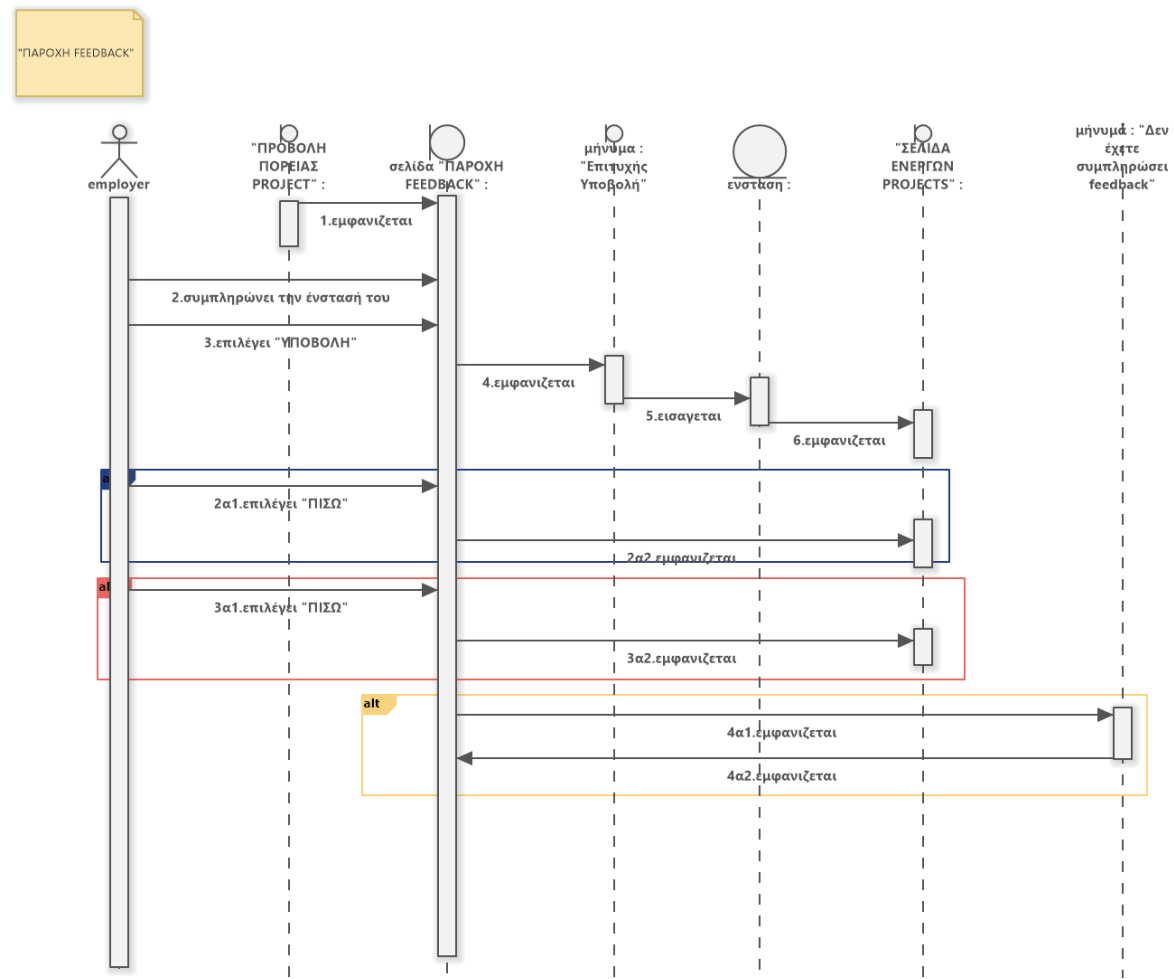 "ΠΑΡΟΧΗ FEEDBACK"
employer
"ΠΡΟΒΟΛΗ
ΠΟΡΕΙΑΣ
PROJECT" :
σελίδα "ΠΑΡΟΧΗ
FEEDBACK" :
μήνυμα :
"Επιτυχής
Υποβολή"
ενσταση :
"ΣΕΛΙΔΑ
ΕΝΕΡΓΩΝ
PROJECTS" :
μήνυμα : "Δεν
έχετε
συμπληρώσει
feedback"
1.εμφανιζεται
2.συμπληρώνει την ένστασή του
3.επιλέγει "ΥΠΟΒΟΛΗ"
4.εμφανιζεται
5.εισαγεται
6.εμφανιζεται
2α1.επιλέγει "ΠΙΣΩ"
2α2.εμφανιζεται
3α1.επιλέγει "ΠΙΣΩ"
3α2.εμφανιζεται
alt
4α1.εμφανιζεται
4α2.εμφανιζεται